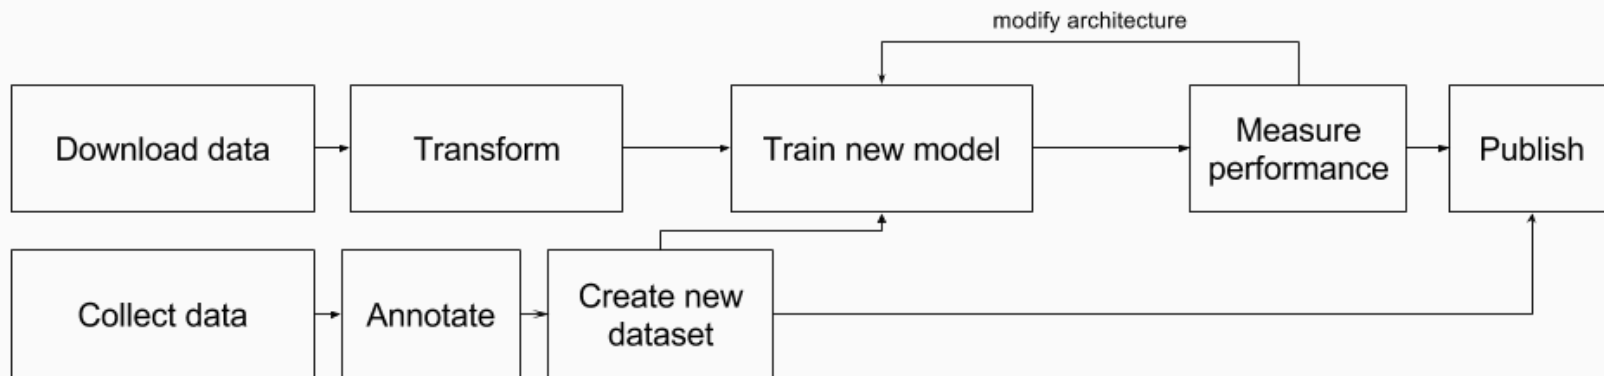 modify architecture
Download data
Transform
Train new model
Measure
performance
Publish
Collect data
Annotate
Create new
dataset